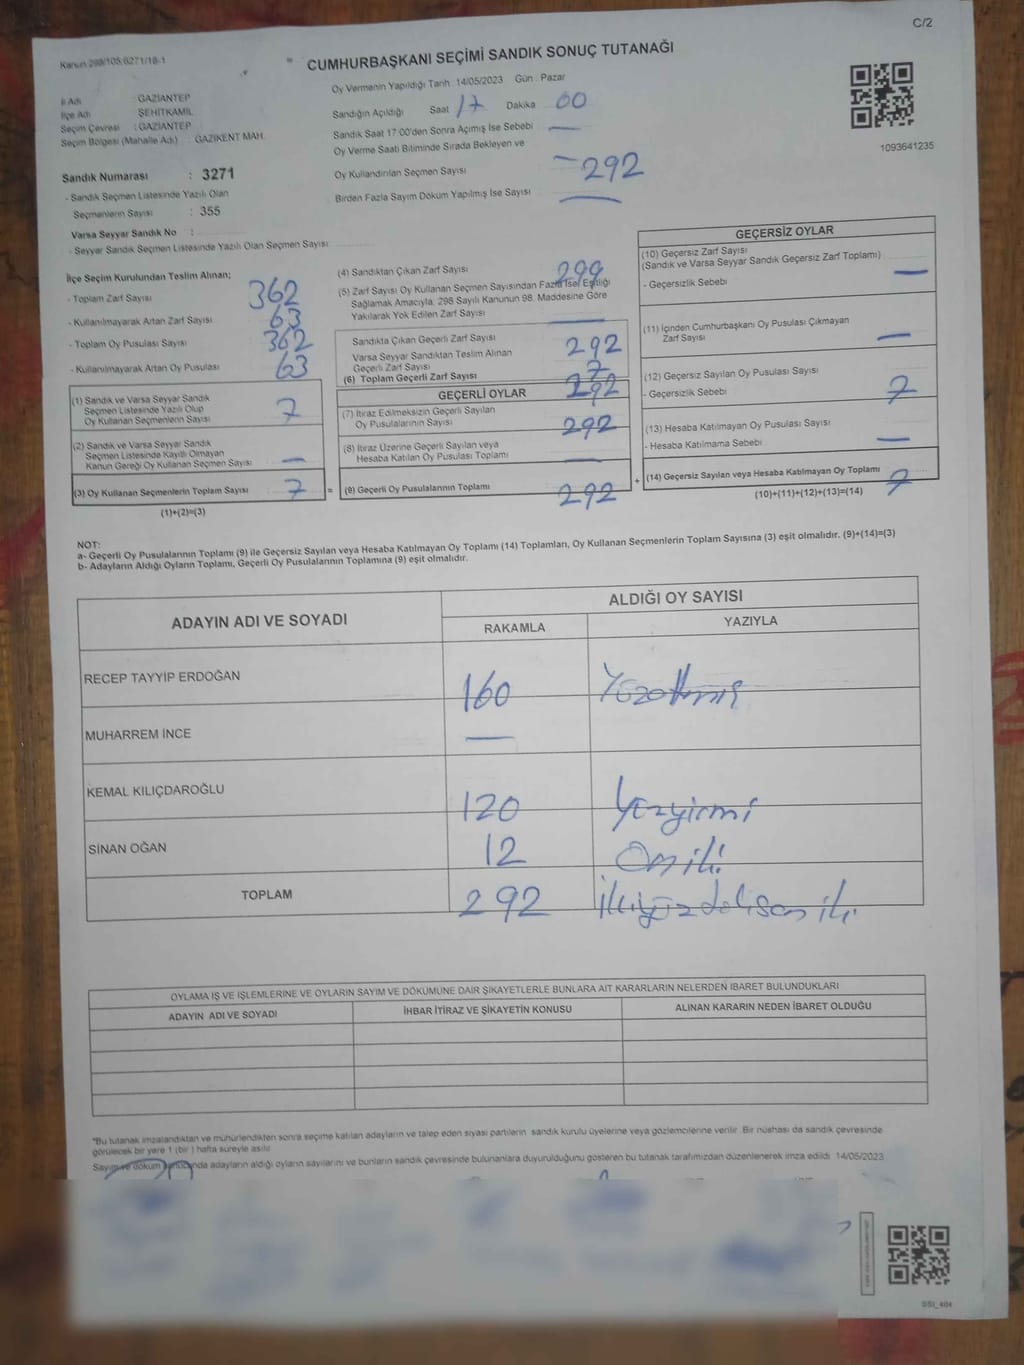 C/2
Kanun 298/105;6271/18-1
CUMHURBAŞKANI SEÇİMİ SANDIK SONUÇ TUTANAĞI
Oy Vermenin Yapıldığı Tarih 14/05/2023 Gün : Pazar
İl Adı : GAZİANTEP
İlçe Adı : ŞEHİTKAMİL
Seçim Çevresi : GAZİANTEP
Seçim Bölgesi (Mahalle Adı) : GAZİKENT MAH.
Sandığın Açıldığı Saat 17 Dakika 00
Sandık Saat 17:00'den Sonra Açımış İse Sebebi —
Oy Verme Saati Bitiminde Sırada Bekleyen ve
Oy Kullandırılan Seçmen Sayısı 292
Birden Fazla Sayım Döküm Yapılmış İse Sayısı —
1093641235
Sandık Numarası : 3271
- Sandık Seçmen Listesinde Yazılı Olan
Seçmenlerin Sayısı : 355
Varsa Seyyar Sandık No :
- Seyyar Sandık Seçmen Listesinde Yazılı Olan Seçmen Sayısı
İlçe Seçim Kurulundan Teslim Alınan;
- Toplam Zarf Sayısı 362
- Kullanılmayarak Artan Zarf Sayısı 63
- Toplam Oy Pusulası Sayısı 362
- Kullanılmayarak Artan Oy Pusulası 63
(1) Sandık ve Varsa Seyyar Sandık
Seçmen Listesinde Yazılı Olup
Oy Kullanan Seçmenlerin Sayısı 7
(2) Sandık ve Varsa Seyyar Sandık
Seçmen Listesinde Kayıtlı Olmayan
Kanun Gereği Oy Kullanan Seçmen Sayısı —
(3) Oy Kullanan Seçmenlerin Toplam Sayısı 7 =
(1)+(2)=(3)
(4) Sandıktan Çıkan Zarf Sayısı 299
(5) Zarf Sayısı Oy Kullanan Seçmen Sayısından Fazla İse( Eşitliği
Sağlamak Amacıyla, 298 Sayılı Kanunun 98. Maddesine Göre
Yakılarak Yok Edilen Zarf Sayısı —
Sandıkta Çıkan Geçerli Zarf Sayısı 292
Varsa Seyyar Sandıktan Teslim Alınan
Geçerli Zarf Sayısı 7
(6) Toplam Geçerli Zarf Sayısı 292
GEÇERLİ OYLAR
(7) İtiraz Edilmeksizin Geçerli Sayılan
Oy Pusulalarının Sayısı 292
(8) İtiraz Üzerine Geçerli Sayılan veya
Hesaba Katılan Oy Pusulası Toplamı —
(9) Geçerli Oy Pusulalarının Toplamı 292 +
GEÇERSİZ OYLAR
(10) Geçersiz Zarf Sayısı
(Sandık ve Varsa Seyyar Sandık Geçersiz Zarf Toplamı) —
- Geçersizlik Sebebi
(11) İçinden Cumhurbaşkanı Oy Pusulası Çıkmayan
Zarf Sayısı —
(12) Geçersiz Sayılan Oy Pusulası Sayısı 7
- Geçersizlik Sebebi
(13) Hesaba Katılmayan Oy Pusulası Sayısı —
- Hesaba Katılmama Sebebi
(14) Geçersiz Sayılan veya Hesaba Katılmayan Oy Toplamı 7
(10)+(11)+(12)+(13)=(14)
NOT:
a- Geçerli Oy Pusulalarının Toplamı (9) ile Geçersiz Sayılan veya Hesaba Katılmayan Oy Toplamı (14) Toplamları, Oy Kullanan Seçmenlerin Toplam Sayısına (3) eşit olmalıdır. (9)+(14)=(3)
b- Adayların Aldığı Oyların Toplamı, Geçerli Oy Pusulalarının Toplamına (9) eşit olmalıdır.
ADAYIN ADI VE SOYADI ALDIĞI OY SAYISI
RAKAMLA YAZIYLA
RECEP TAYYİP ERDOĞAN 160 Yüzaltmış
MUHARREM İNCE —
KEMAL KILIÇDAROĞLU 120 Yüzyirmi
SİNAN OĞAN 12 Oniki
TOPLAM 292 İkiyüz doksan iki
OYLAMA İŞ VE İŞLEMLERİNE VE OYLARIN SAYIM VE DÖKÜMÜNE DAİR ŞİKAYETLERLE BUNLARA AİT KARARLARIN NELERDEN İBARET BULUNDUKLARI
ADAYIN ADI VE SOYADI İHBAR İTİRAZ VE ŞİKAYETİN KONUSU ALINAN KARARIN NEDEN İBARET OLDUĞU
*Bu tutanak imzalandıktan ve mühürlendikten sonra seçime katılan adayların ve talep eden siyasi partilerin sandık kurulu üyelerine veya gözlemcilerine verilir. Bir nüshası da sandık çevresinde
görülecek bir yere 1 (bir ) hafta süreyle asılır
Sayım ve döküm sonucunda adayların aldığı oyların sayılarını ve bunların sandık çevresinde bulunanlara duyurulduğunu gösteren bu tutanak tarafımızdan düzenlenerek imza edildi. 14/05/2023